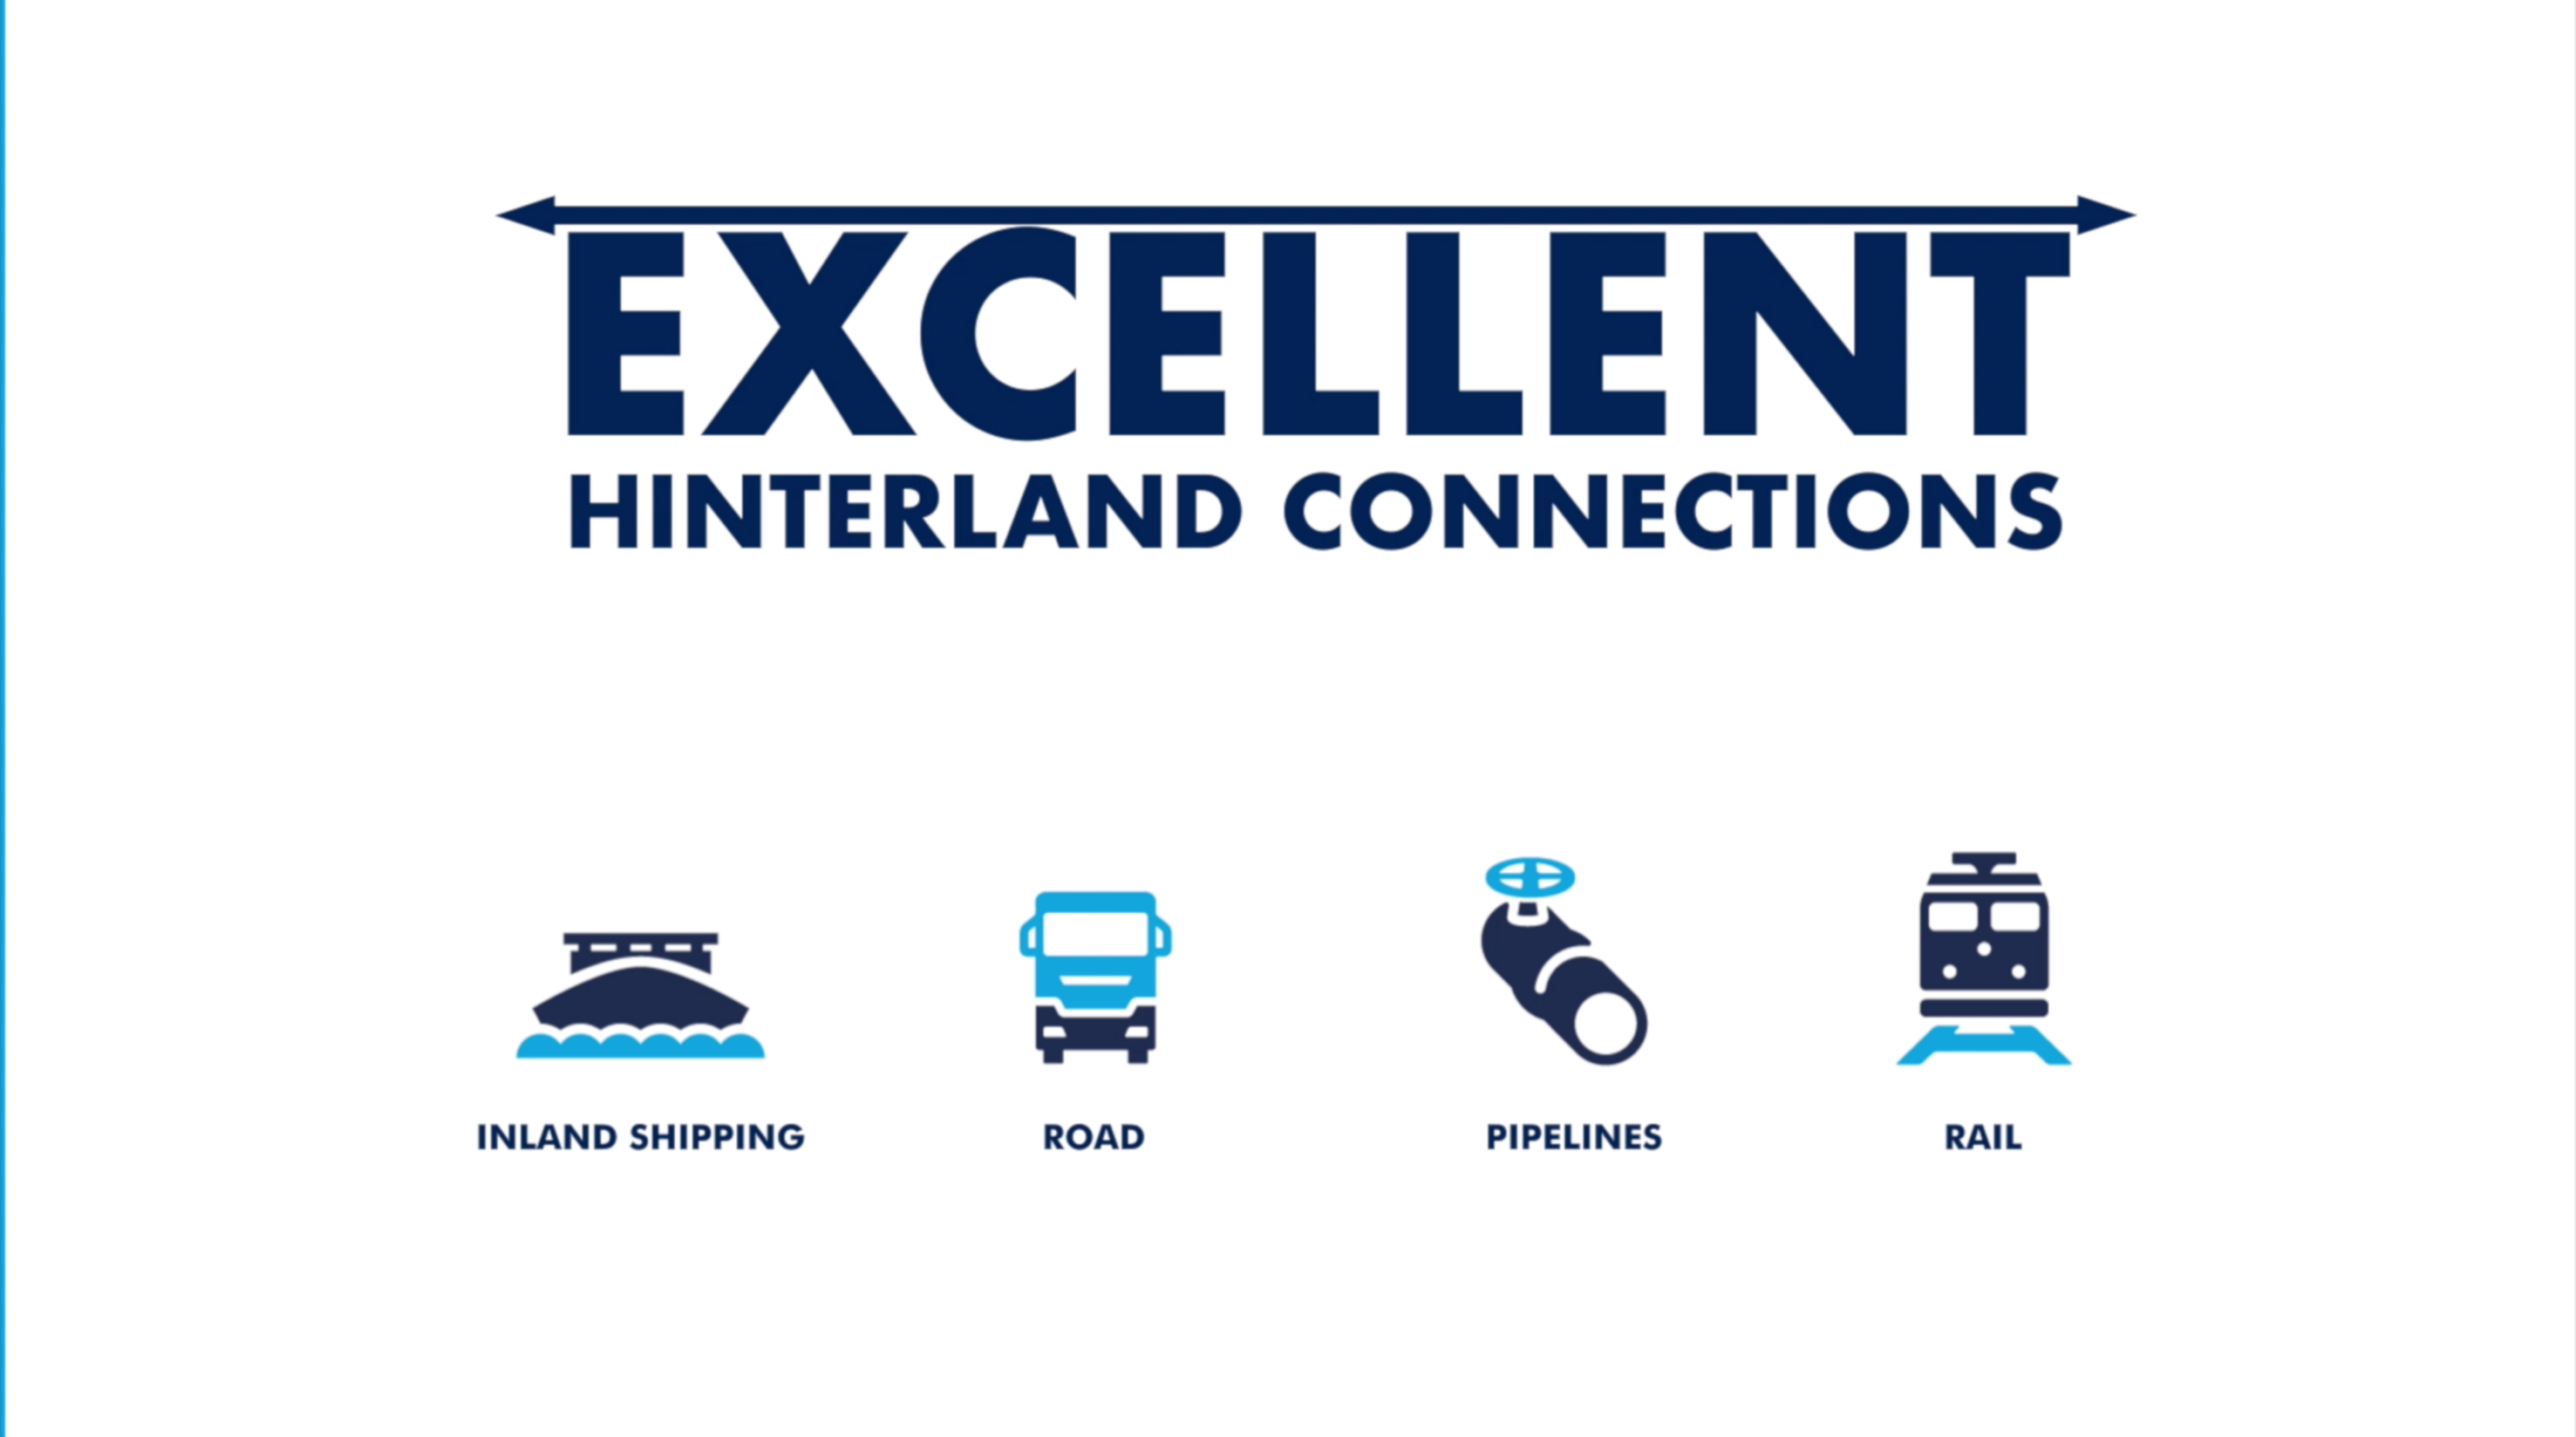 EXCELLENT
HINTERLAND CONNECTIONS
INLAND SHIPPING
ROAD
PIPELINES
RAIL